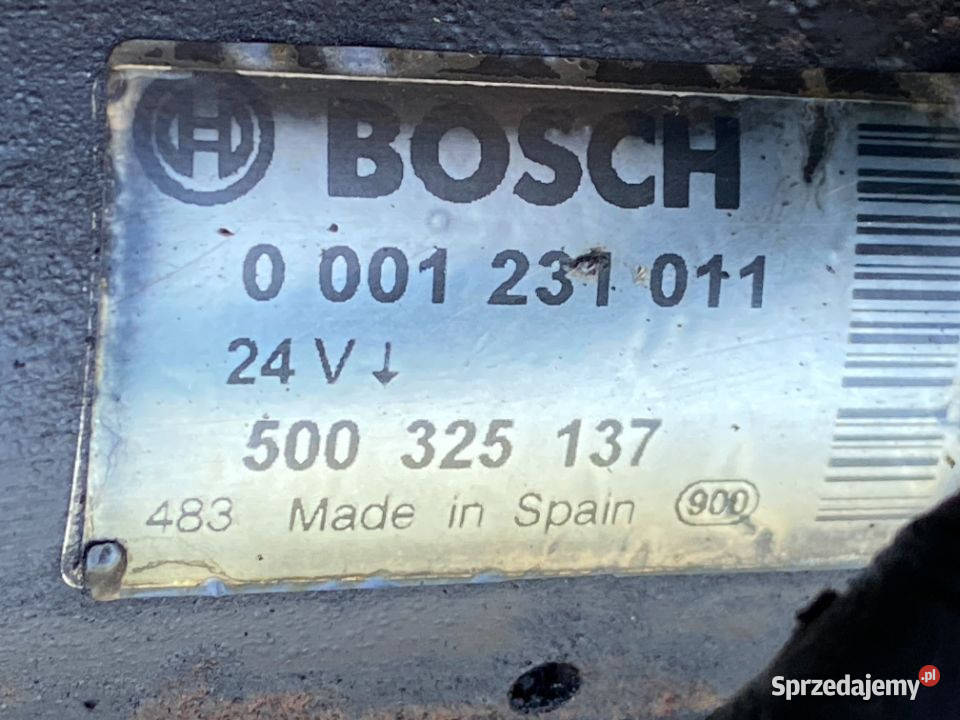 BOSCH
0 001 231 011
24 V ↓
500 325 137
483 Made in Spain 900
Sprzedajemy.pl